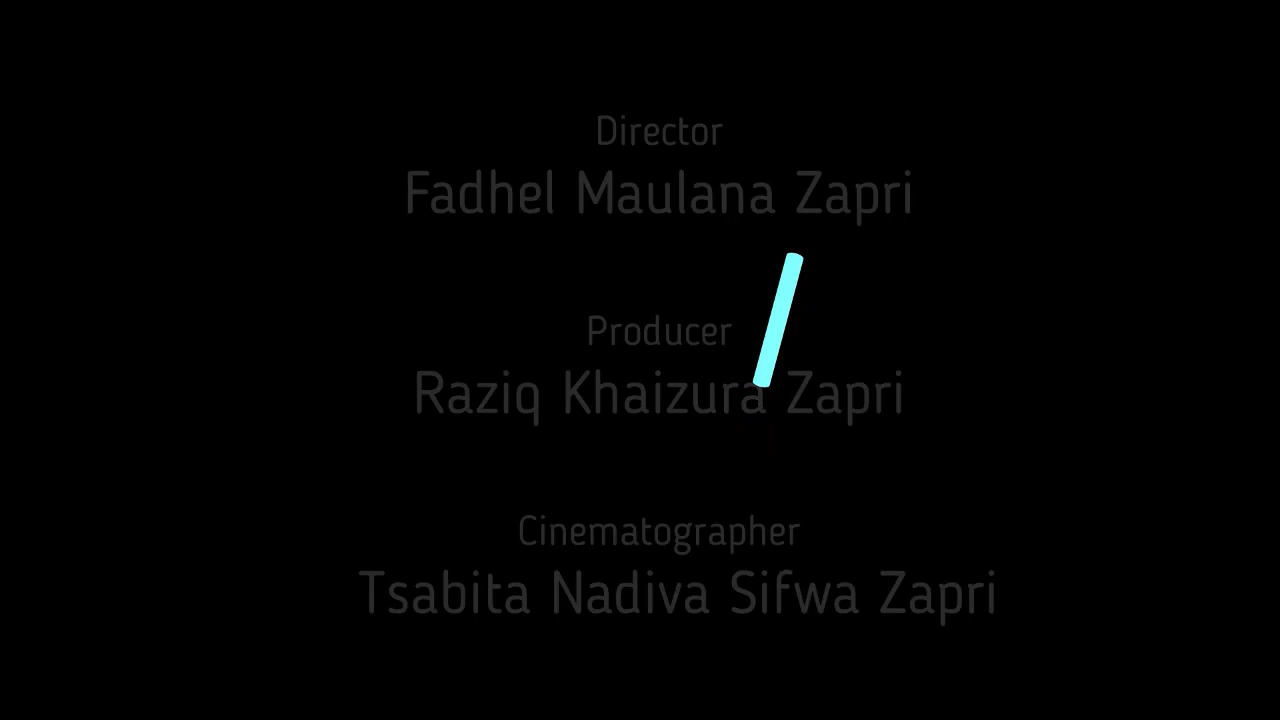 Director
Fadhel Maulana Zapri
Producer
Raziq Khaizura Zapri
Cinematographer
Tsabita Nadiva Sifwa Zapri